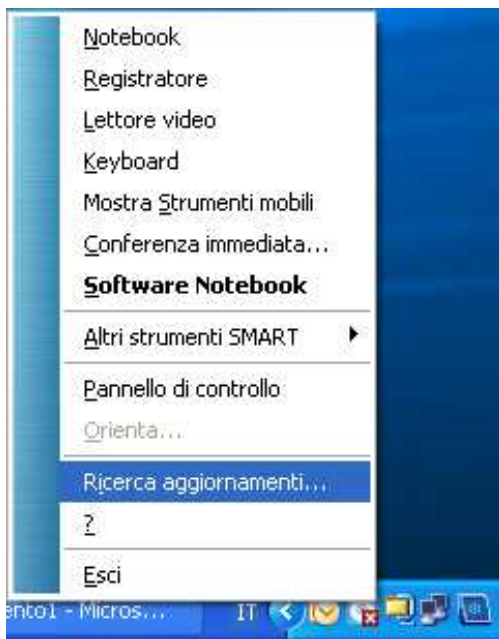 Notebook
Registratore
Lettore video
Keyboard
Mostra Strumenti mobili
Conferenza immediata...
Software Notebook
Altri strumenti SMART
Pannello di controllo
Orienta...
Ricerca aggiornamenti...
?
Esci
ento1 - Micros... IT